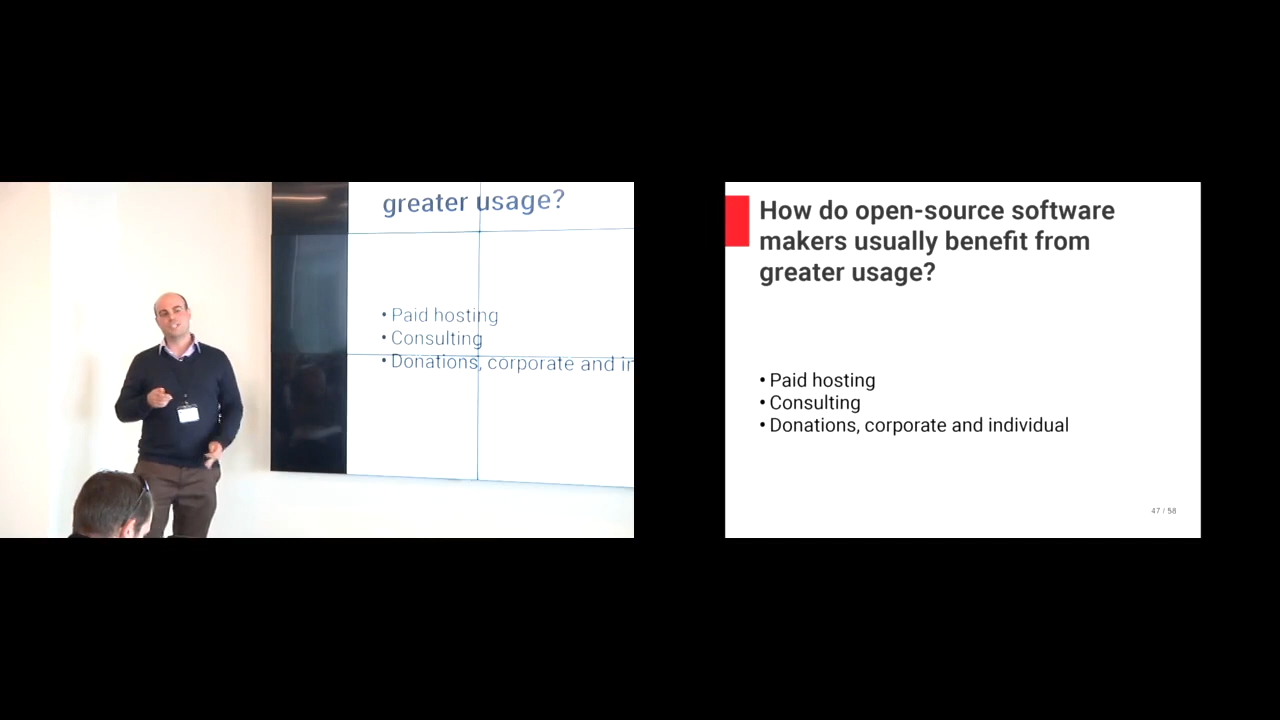 greater usage?
• Paid hosting
• Consulting
• Donations, corporate and in
How do open-source software
makers usually benefit from
greater usage?
• Paid hosting
• Consulting
• Donations, corporate and individual
47 / 58